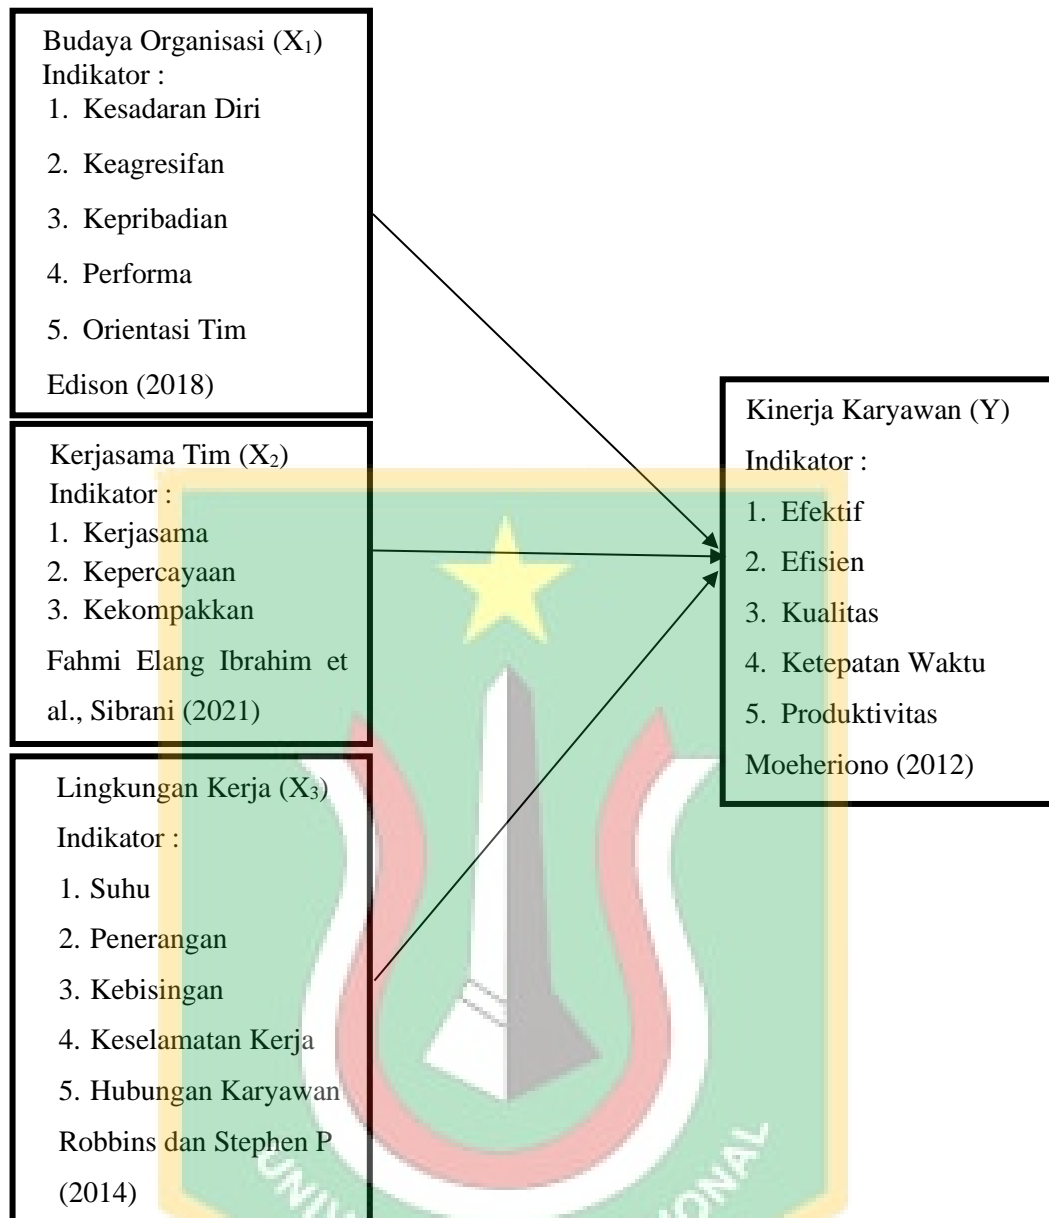 Budaya Organisasi (X₁)
Indikator :
1. Kesadaran Diri
2. Keagresifan
3. Kepribadian
4. Performa
5. Orientasi Tim
Edison (2018)
Kerjasama Tim (X₂)
Indikator :
1. Kerjasama
2. Kepercayaan
3. Kekompakkan
Fahmi Elang Ibrahim et
al., Sibrani (2021)
Lingkungan Kerja (X₃)
Indikator :
1. Suhu
2. Penerangan
3. Kebisingan
4. Keselamatan Kerja
5. Hubungan Karyawan
Robbins dan Stephen P
(2014)
Kinerja Karyawan (Y)
Indikator :
1. Efektif
2. Efisien
3. Kualitas
4. Ketepatan Waktu
5. Produktivitas
Moeheriono (2012)